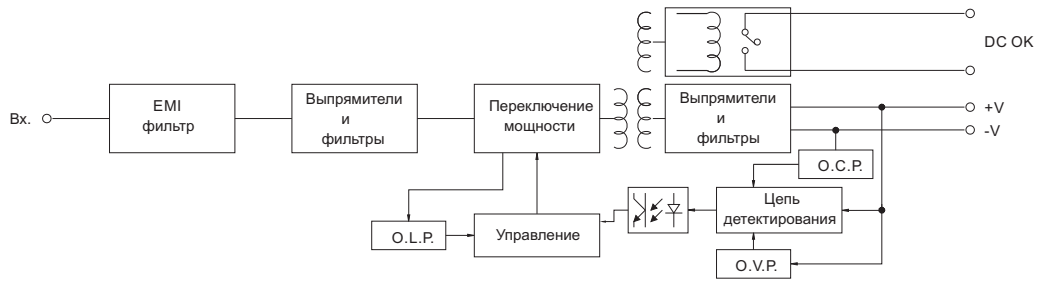 DC OK
Вх.
EMI
фильтр
Выпрямители
и
фильтры
Переключение
мощности
Выпрямители
и
фильтры
+V
-V
O.C.P.
Цепь
детектирования
O.L.P.
Управление
O.V.P.